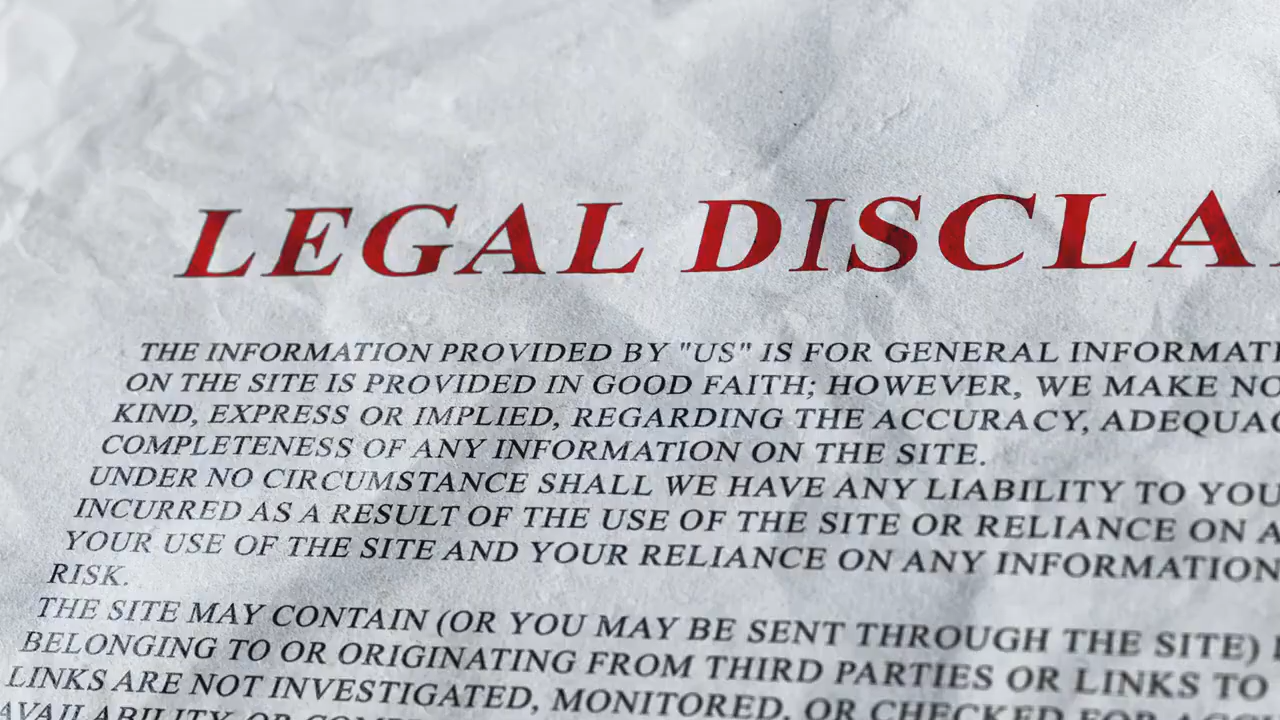 LEGAL DISCLA
THE INFORMATION PROVIDED BY "US" IS FOR GENERAL INFORMATI
ON THE SITE IS PROVIDED IN GOOD FAITH; HOWEVER, WE MAKE NO
KIND, EXPRESS OR IMPLIED, REGARDING THE ACCURACY, ADEQUAC
COMPLETENESS OF ANY INFORMATION ON THE SITE.
UNDER NO CIRCUMSTANCE SHALL WE HAVE ANY LIABILITY TO YOU
INCURRED AS A RESULT OF THE USE OF THE SITE OR RELIANCE ON A
YOUR USE OF THE SITE AND YOUR RELIANCE ON ANY INFORMATION
RISK.
THE SITE MAY CONTAIN (OR YOU MAY BE SENT THROUGH THE SITE)
BELONGING TO OR ORIGINATING FROM THIRD PARTIES OR LINKS TO
LINKS ARE NOT INVESTIGATED, MONITORED, OR CHECKED FOR
AVAILABILITY OR